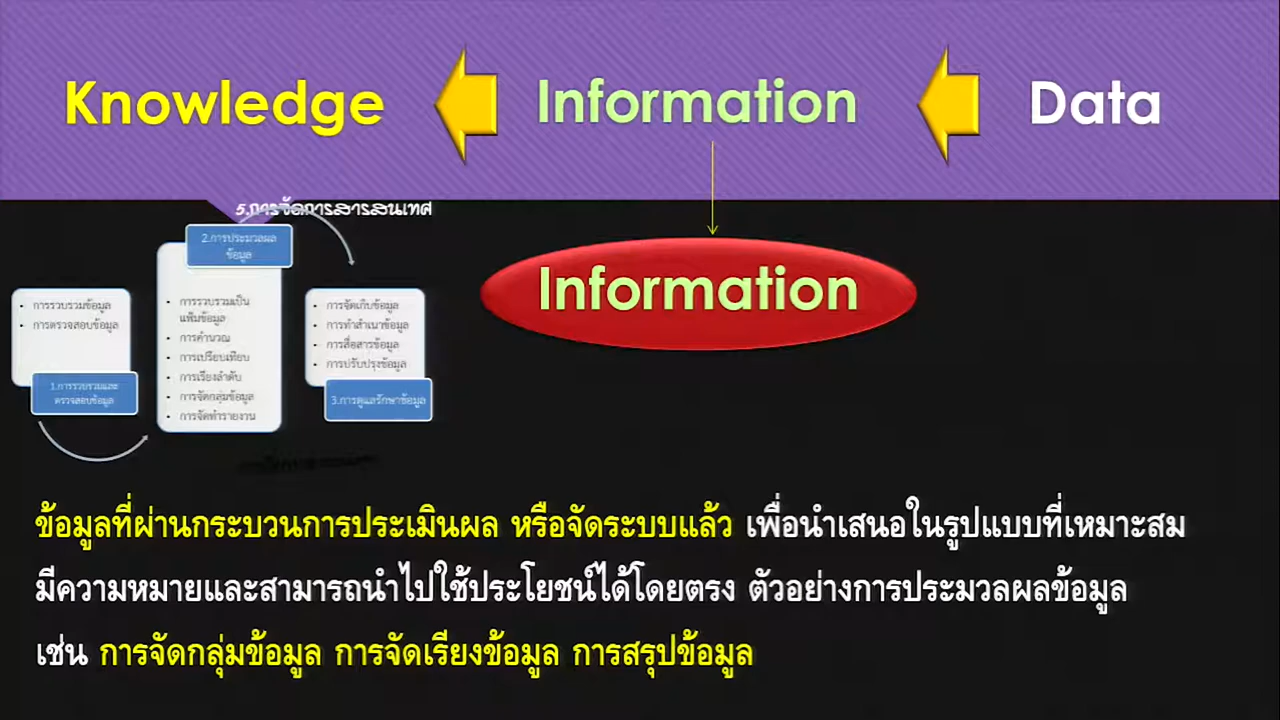 Knowledge
Information
Data
Information
5.การจัดการสารสนเทศ
2.การประมวลผล
ข้อมูล
• การรวบรวมข้อมูล
• การตรวจสอบข้อมูล
1.การรวบรวมและ
ตรวจสอบข้อมูล
• การรวบรวมเป็น
แฟ้มข้อมูล
• การคำนวณ
• การเปรียบเทียบ
• การเรียงลำดับ
• การจัดกลุ่มข้อมูล
• การจัดทำรายงาน
• การจัดเก็บข้อมูล
• การทำสำเนาข้อมูล
• การสื่อสารข้อมูล
• การปรับปรุงข้อมูล
3.การดูแลรักษาข้อมูล
ข้อมูลที่ผ่านกระบวนการประเมินผล หรือจัดระบบแล้ว เพื่อนำเสนอในรูปแบบที่เหมาะสม
มีความหมายและสามารถนำไปใช้ประโยชน์ได้โดยตรง ตัวอย่างการประมวลผลข้อมูล
เช่น การจัดกลุ่มข้อมูล การจัดเรียงข้อมูล การสรุปข้อมูล